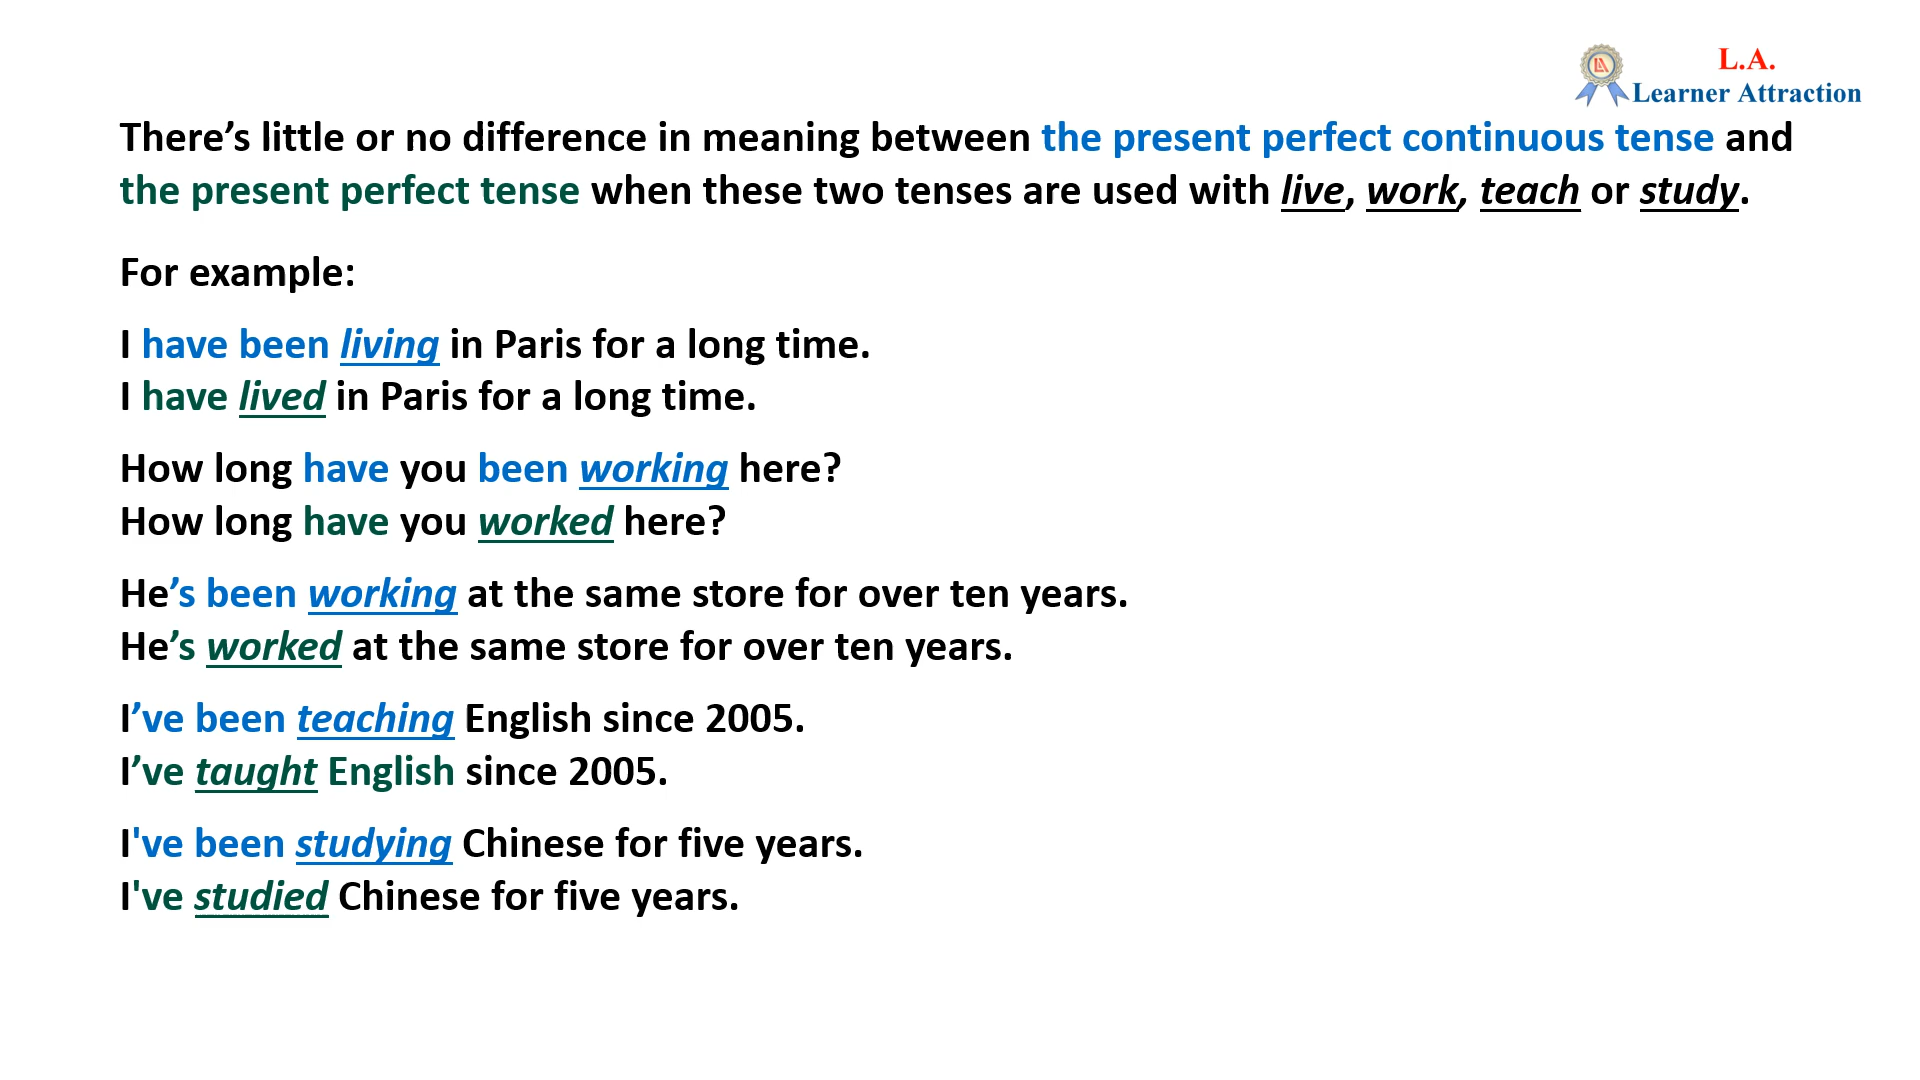 L.A.
Learner Attraction
There’s little or no difference in meaning between the present perfect continuous tense and
the present perfect tense when these two tenses are used with live, work, teach or study.
For example:
I have been living in Paris for a long time.
I have lived in Paris for a long time.
How long have you been working here?
How long have you worked here?
He’s been working at the same store for over ten years.
He’s worked at the same store for over ten years.
I’ve been teaching English since 2005.
I’ve taught English since 2005.
I've been studying Chinese for five years.
I've studied Chinese for five years.